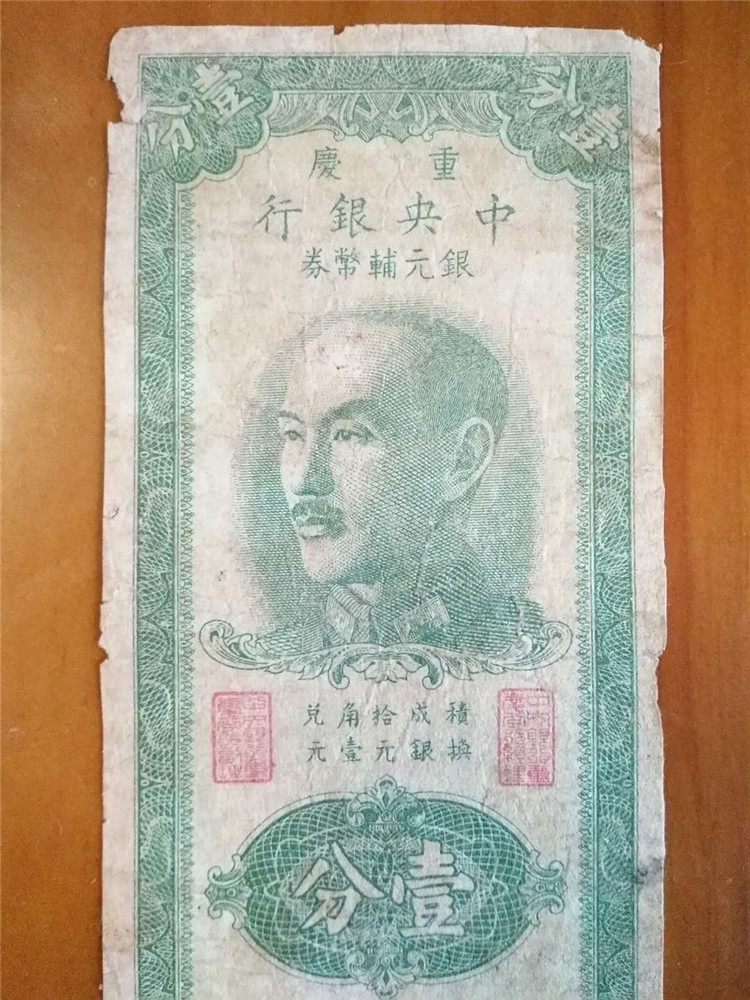 壹分
壹分
重慶
中央銀行
銀元輔幣券
積成拾角兌
換銀元壹元
壹分